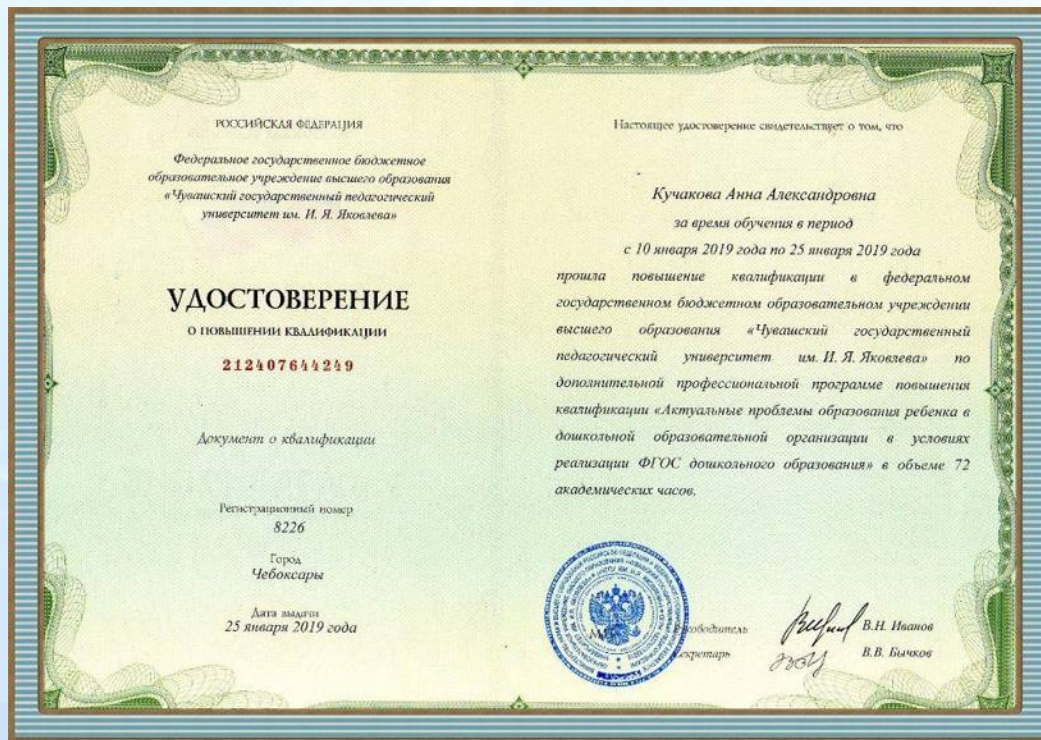 РОССИЙСКАЯ ФЕДЕРАЦИЯ
Федеральное государственное бюджетное
образовательное учреждение высшего образования
«Чувашский государственный педагогический
университет им. И. Я. Яковлева»
УДОСТОВЕРЕНИЕ
О ПОВЫШЕНИИ КВАЛИФИКАЦИИ
212407644249
Документ о квалификации
Регистрационный номер
8226
Город
Чебоксары
Дата выдачи
25 января 2019 года
Настоящее удостоверение свидетельствует о том, что
Кучакова Анна Александровна
за время обучения в период
с 10 января 2019 года по 25 января 2019 года
прошла повышение квалификации в федеральном
государственном бюджетном образовательном учреждении
высшего образования «Чувашский государственный
педагогический университет им. И. Я. Яковлева» по
дополнительной профессиональной программе повышения
квалификации «Актуальные проблемы образования ребенка в
дошкольной образовательной организации в условиях
реализации ФГОС дошкольного образования» в объеме 72
академических часов.
Руководитель В.Н. Иванов
Секретарь В.В. Бычков